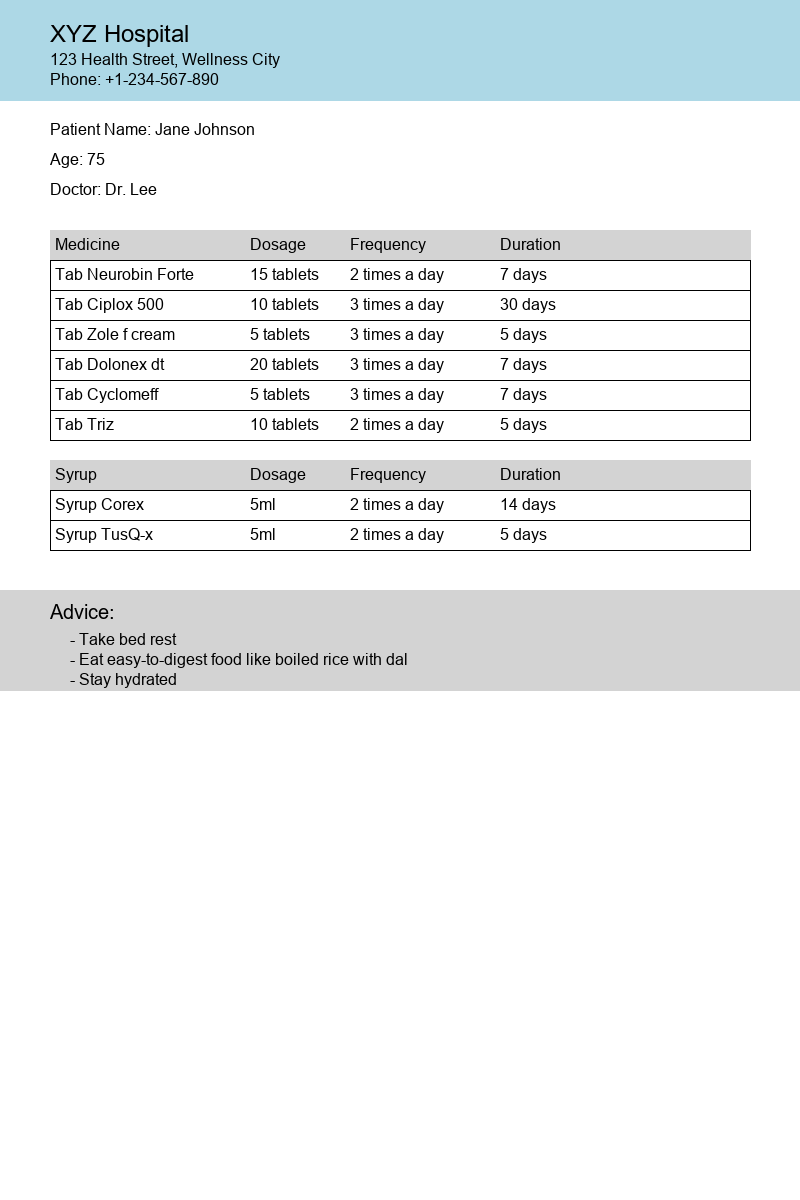 XYZ Hospital
123 Health Street, Wellness City
Phone: +1-234-567-890
Patient Name: Jane Johnson
Age: 75
Doctor: Dr. Lee
Medicine Dosage Frequency Duration
Tab Neurobin Forte 15 tablets 2 times a day 7 days
Tab Ciplox 500 10 tablets 3 times a day 30 days
Tab Zole f cream 5 tablets 3 times a day 5 days
Tab Dolonex dt 20 tablets 3 times a day 7 days
Tab Cyclomeff 5 tablets 3 times a day 7 days
Tab Triz 10 tablets 2 times a day 5 days
Syrup Dosage Frequency Duration
Syrup Corex 5ml 2 times a day 14 days
Syrup TusQ-x 5ml 2 times a day 5 days
Advice:
- Take bed rest
- Eat easy-to-digest food like boiled rice with dal
- Stay hydrated